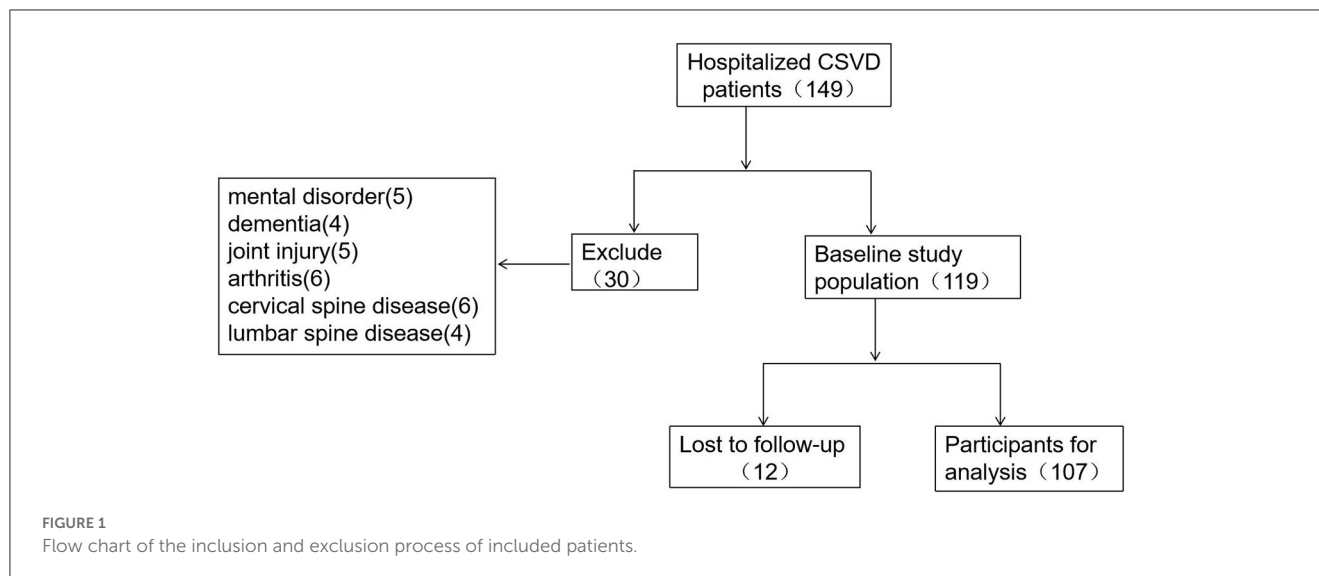 Hospitalized CSVD
patients（149）
mental disorder(5)
dementia(4)
joint injury(5)
arthritis(6)
cervical spine disease(6)
lumbar spine disease(4)
Exclude
（30）
Baseline study
population（119）
Lost to follow-up
（12）
Participants for
analysis（107）
FIGURE 1
Flow chart of the inclusion and exclusion process of included patients.